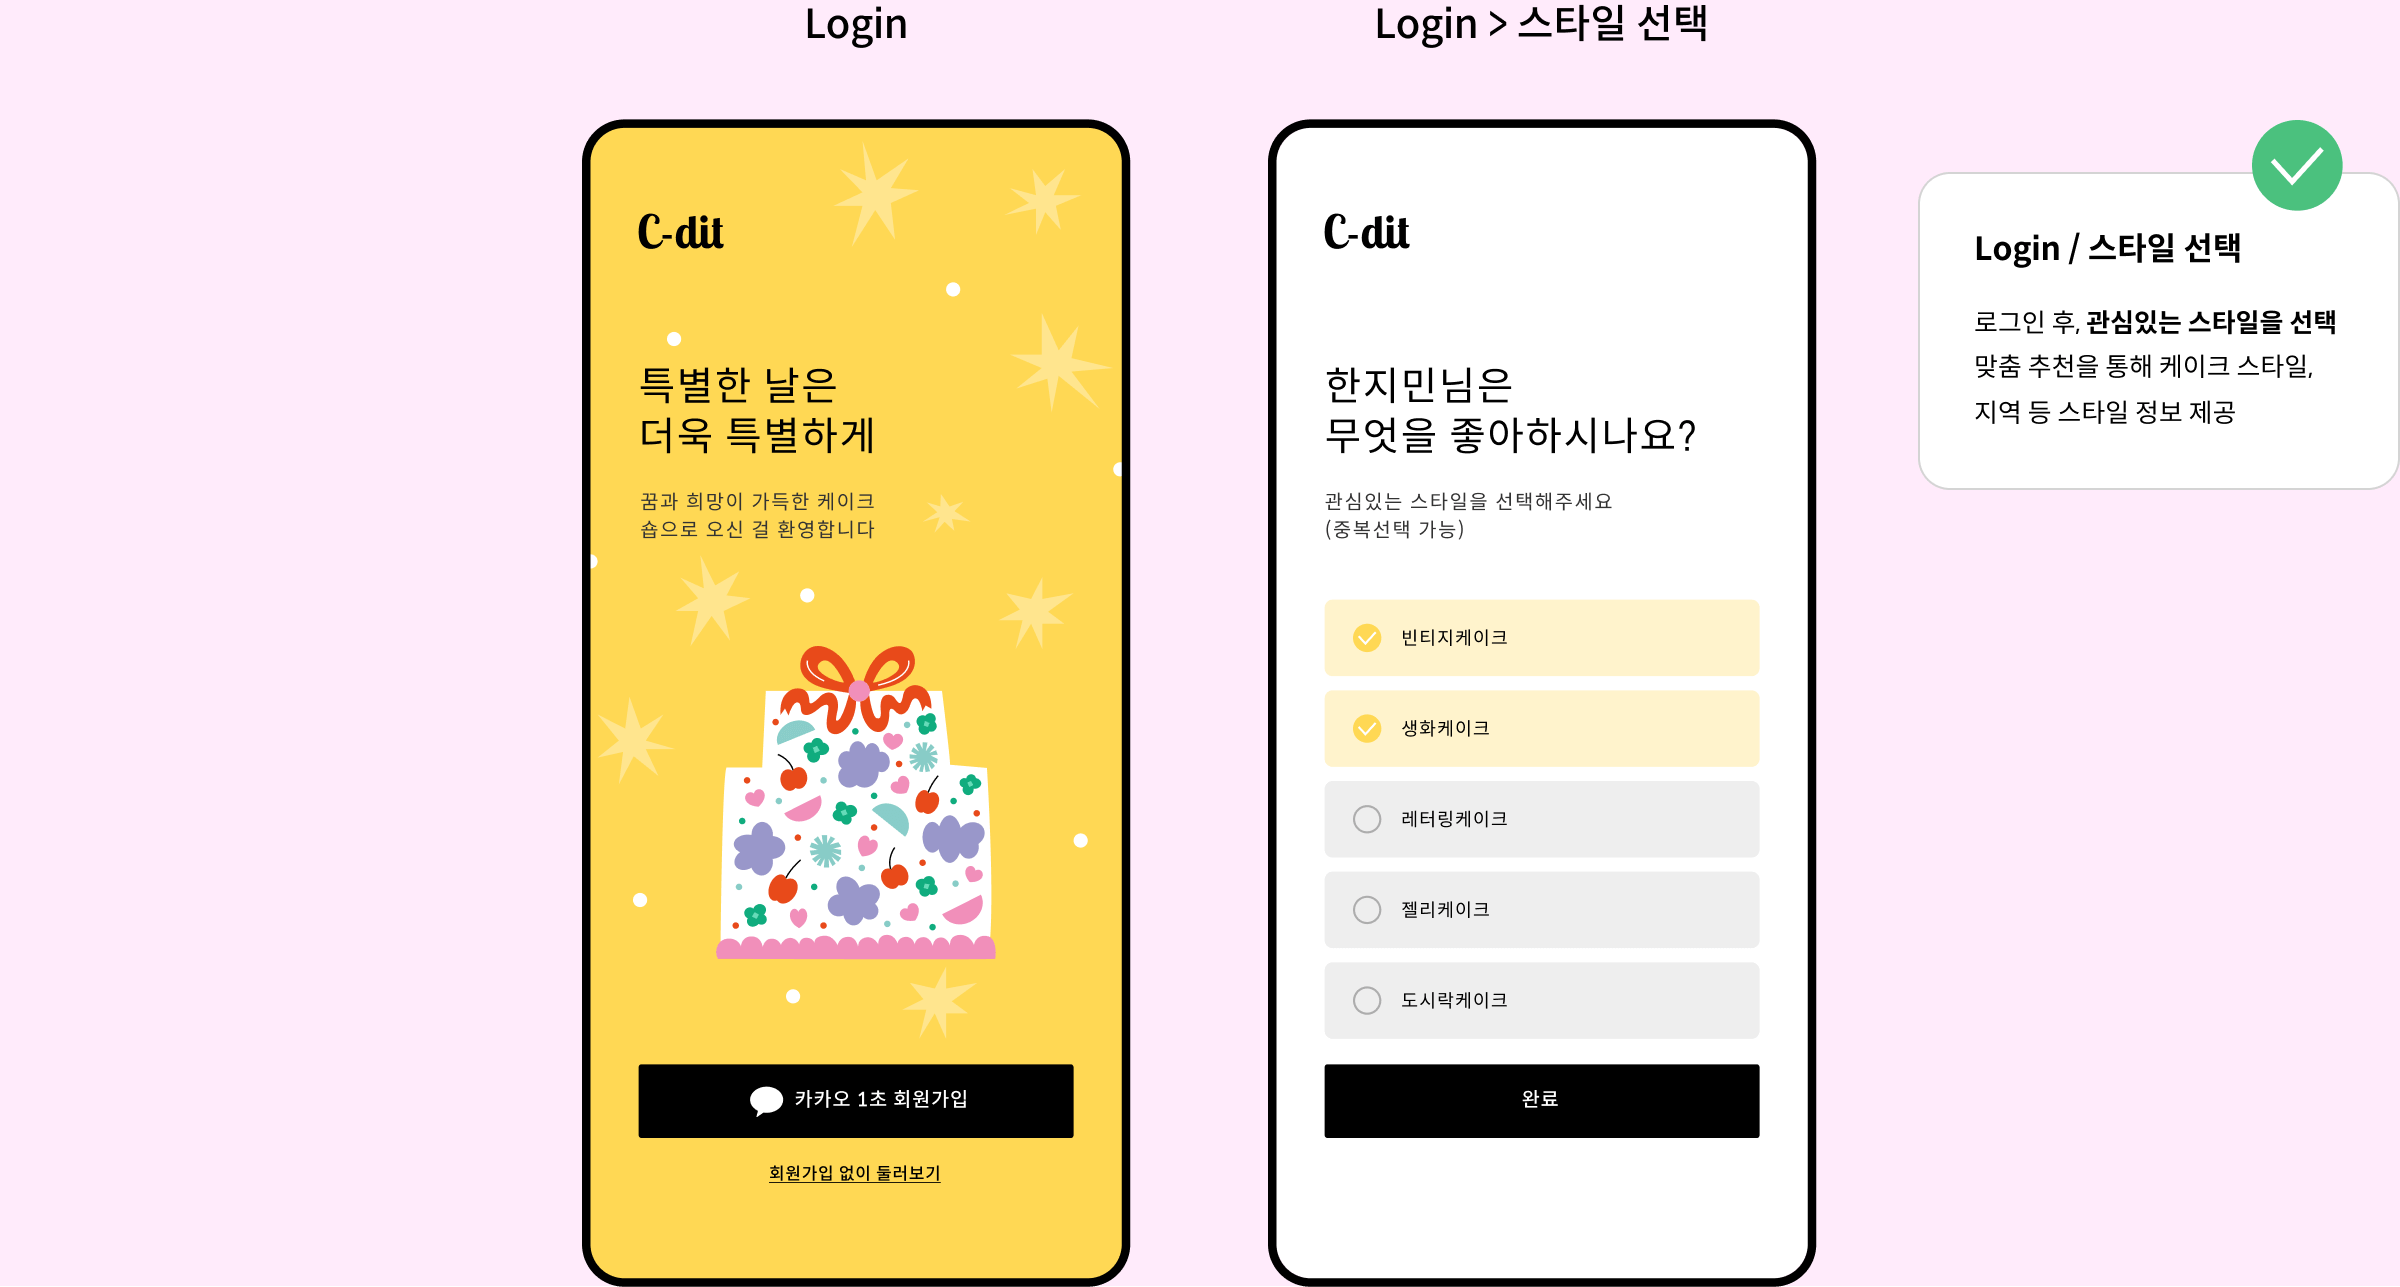 Login
C-dit
특별한 날은
더욱 특별하게
꿈과 희망이 가득한 케이크
숍으로 오신 걸 환영합니다
카카오 1초 회원가입
회원가입 없이 둘러보기
Login > 스타일 선택
C-dit
한지민님은
무엇을 좋아하시나요?
관심있는 스타일을 선택해주세요
(중복선택 가능)
빈티지케이크
생화케이크
레터링케이크
젤리케이크
도시락케이크
완료
Login / 스타일 선택
로그인 후, 관심있는 스타일을 선택
맞춤 추천을 통해 케이크 스타일,
지역 등 스타일 정보 제공